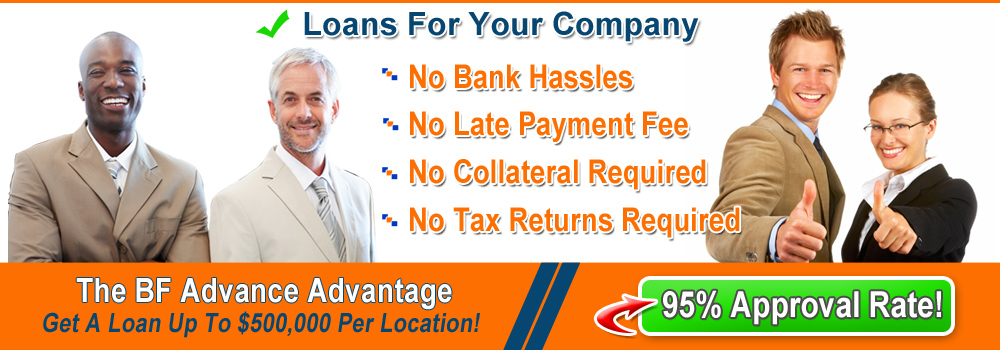 Loans For Your Company
No Bank Hassles
No Late Payment Fee
No Collateral Required
No Tax Returns Required
The BF Advance Advantage
Get A Loan Up To $500,000 Per Location!
95% Approval Rate!